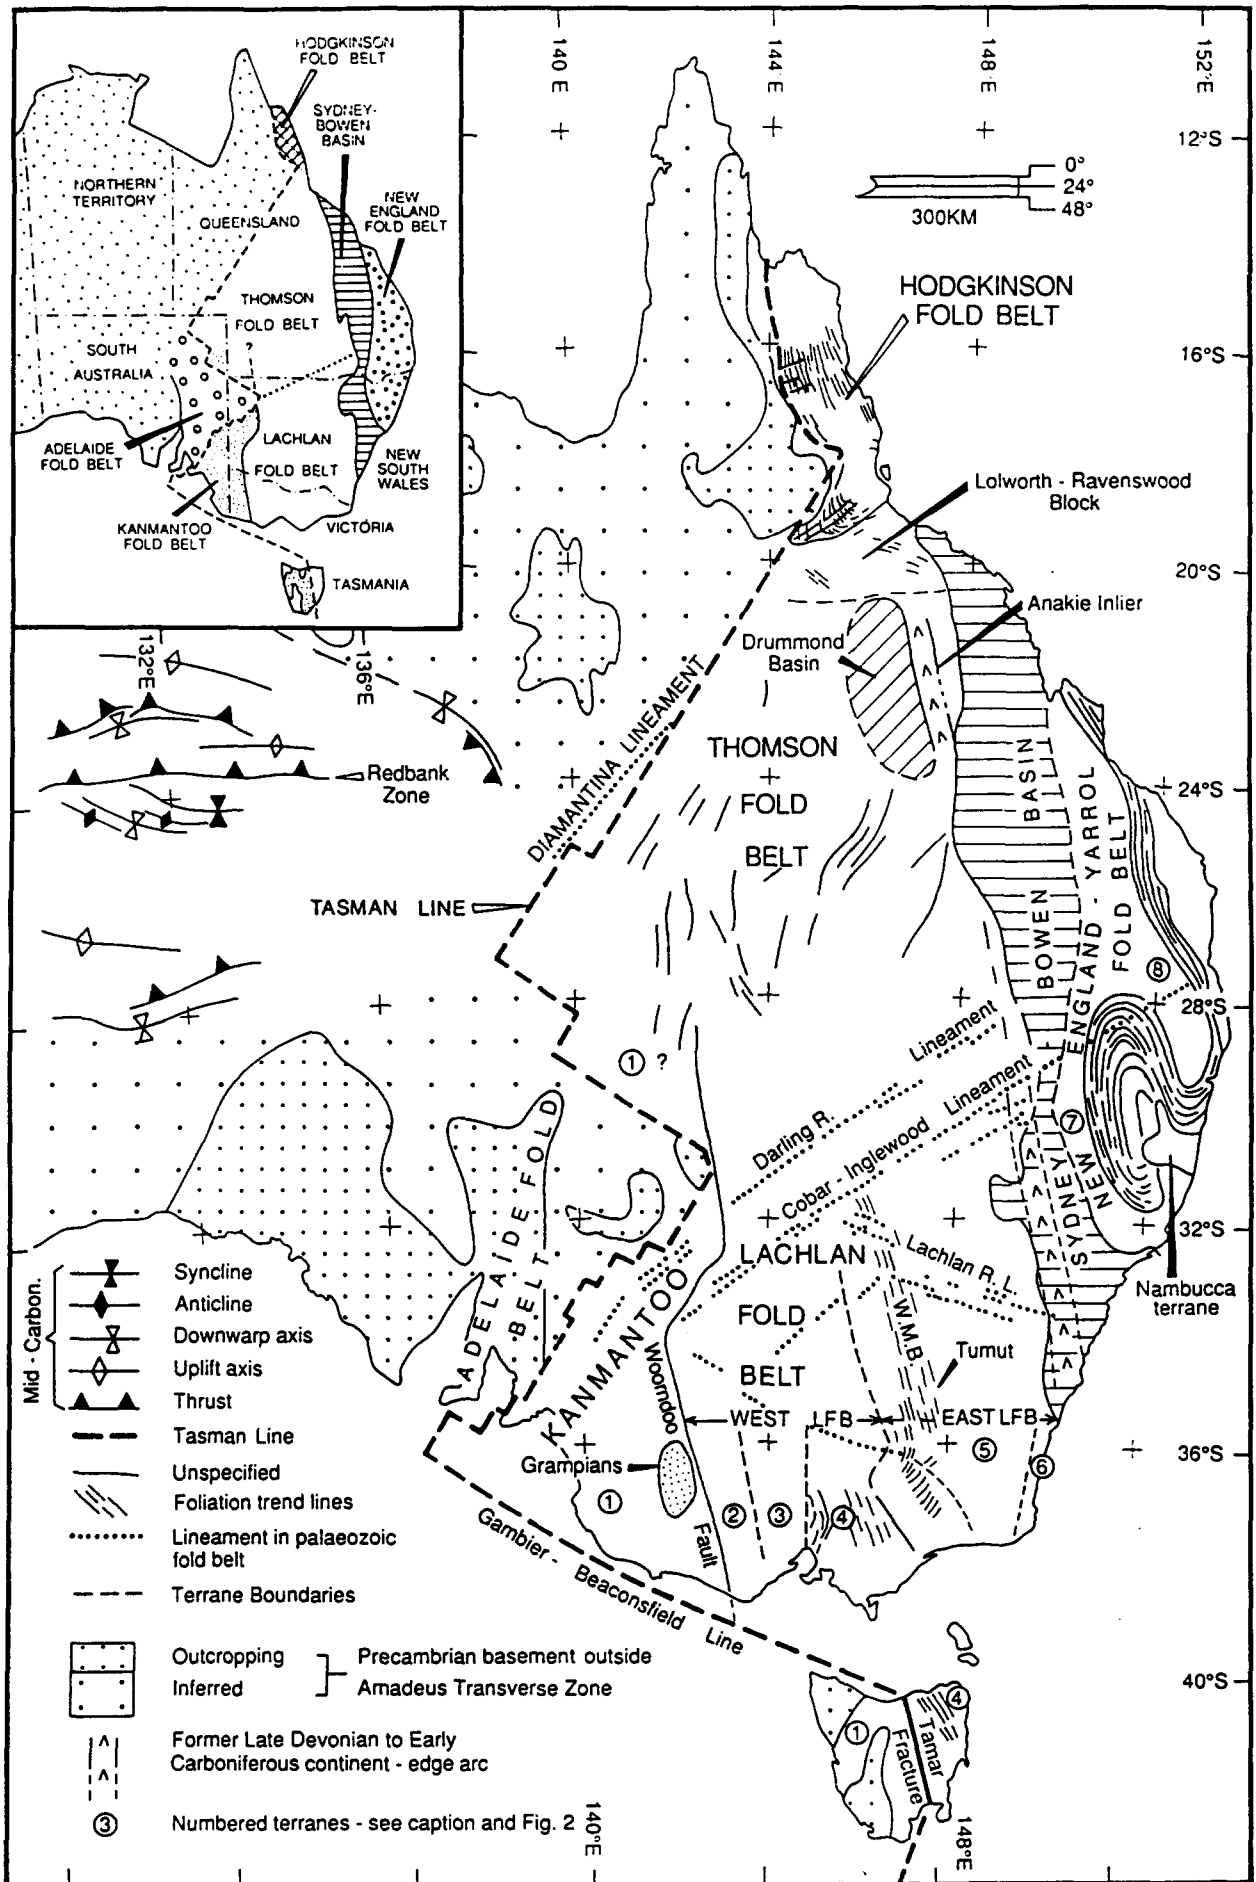 HODGKINSON
FOLD BELT
SYDNEY-
BOWEN
BASIN
NORTHERN
TERRITORY
QUEENSLAND
NEW
ENGLAND
FOLD BELT
THOMSON
FOLD BELT
?
SOUTH
AUSTRALIA
ADELAIDE
FOLD BELT
LACHLAN
FOLD BELT
NEW
SOUTH
WALES
KANMANTOO
FOLD BELT
VICTORIA
TASMANIA
140 E
144°E
148°E
152°E
12°S
0°
24°
48°
300KM
HODGKINSON
FOLD BELT
16°S
Lolworth - Ravenswood
Block
20°S
Anakie Inlier
Drummond
Basin
132°E
136°E
DIAMANTINA LINEAMENT
THOMSON
FOLD
BELT
Redbank
Zone
24°S
TASMAN LINE
BOWEN BASIN
NEW ENGLAND - YARROL
FOLD BELT
8
28°S
1 ?
Lineament
Darling R.
Cobar - Inglewood Lineament
7
SYDNEY
ADELAIDE FOLD
BELT
32°S
LACHLAN
FOLD
BELT
Lachlan R. L.
Nambucca
terrane
W.M.B.
Tumut
KANMANTOO
Woorndoo
Fault
WEST LFB
EAST LFB
5
6
36°S
Grampians
1
2
3
4
Gambier - Beaconsfield Line
40°S
4
1
Tamar
Fracture
140°E
148°E
Mid - Carbon.
Syncline
Anticline
Downwarp axis
Uplift axis
Thrust
Tasman Line
Unspecified
Foliation trend lines
Lineament in palaeozoic
fold belt
Terrane Boundaries
Outcropping
Inferred
Precambrian basement outside
Amadeus Transverse Zone
Former Late Devonian to Early
Carboniferous continent - edge arc
3 Numbered terranes - see caption and Fig. 2